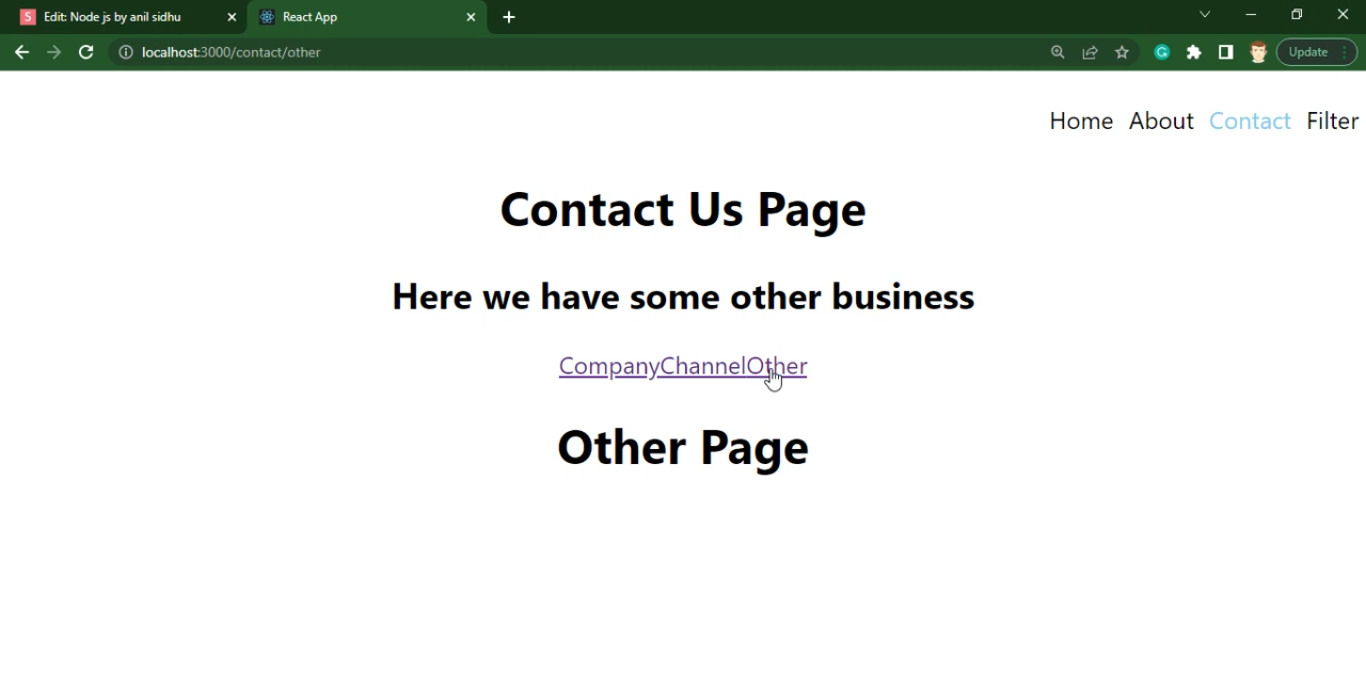 S Edit: Node js by anil sidhu
React App
localhost:3000/contact/other
Update
Home About Contact Filter
Contact Us Page
Here we have some other business
CompanyChannelOther
Other Page